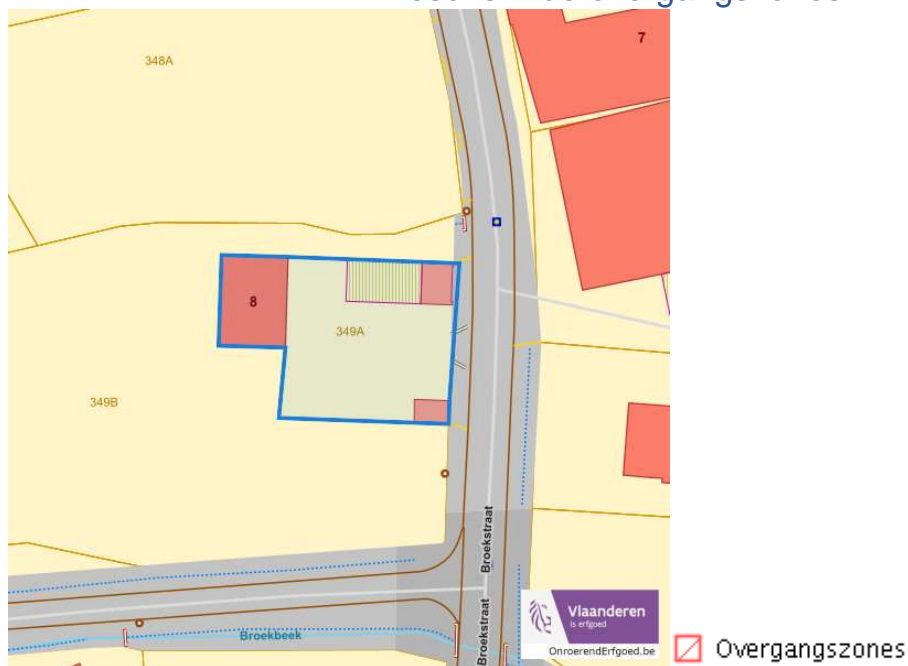 348A
7
8
349A
349B
Broekstraat
Broekstraat
Broekbeek
Vlaanderen
is erfgoed
OnroerendErfgoed.be
Overgangszones